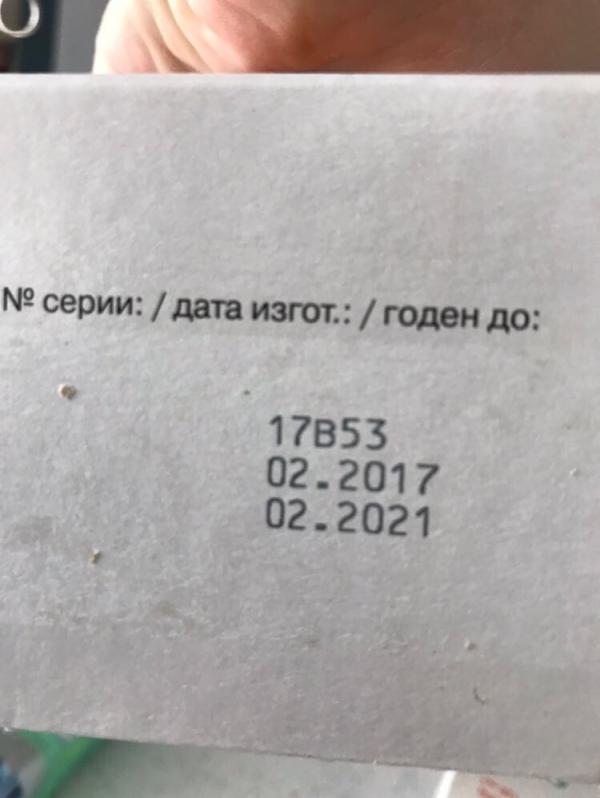 № серии: / дата изгот.: / годен до:
17B53
02.2017
02.2021